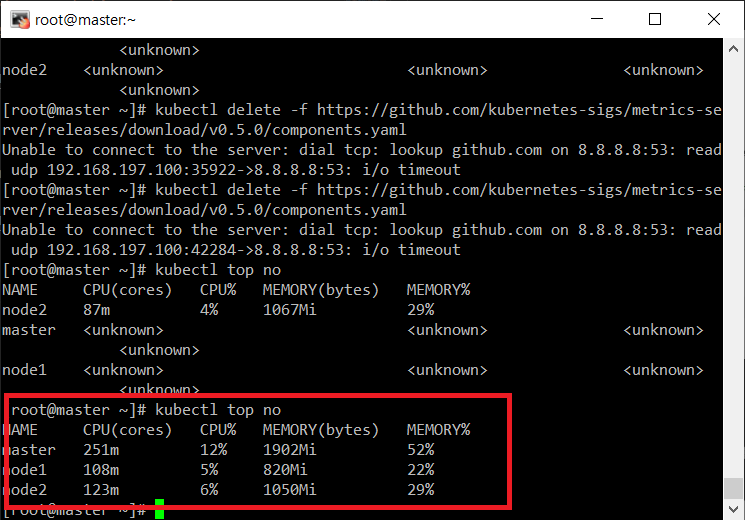 root@master:~
<unknown>
node2 <unknown> <unknown> <unknown>
<unknown>
[root@master ~]# kubectl delete -f https://github.com/kubernetes-sigs/metrics-se
rver/releases/download/v0.5.0/components.yaml
Unable to connect to the server: dial tcp: lookup github.com on 8.8.8.8:53: read
udp 192.168.197.100:35922->8.8.8.8:53: i/o timeout
[root@master ~]# kubectl delete -f https://github.com/kubernetes-sigs/metrics-se
rver/releases/download/v0.5.0/components.yaml
Unable to connect to the server: dial tcp: lookup github.com on 8.8.8.8:53: read
udp 192.168.197.100:42284->8.8.8.8:53: i/o timeout
[root@master ~]# kubectl top no
NAME CPU(cores) CPU% MEMORY(bytes) MEMORY%
node2 87m 4% 1067Mi 29%
master <unknown> <unknown> <unknown>
<unknown>
node1 <unknown> <unknown> <unknown>
<unknown>
[root@master ~]# kubectl top no
NAME CPU(cores) CPU% MEMORY(bytes) MEMORY%
master 251m 12% 1902Mi 52%
node1 108m 5% 820Mi 22%
node2 123m 6% 1050Mi 29%
[root@master ~]#